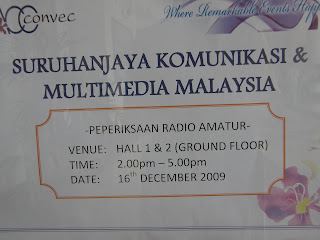 convec
Where Remarkable Events Happ
SURUHANJAYA KOMUNIKASI &
MULTIMEDIA MALAYSIA
-PEPERIKSAAN RADIO AMATUR-
VENUE: HALL 1 & 2 (GROUND FLOOR)
TIME: 2.00pm – 5.00pm
DATE: 16th DECEMBER 2009